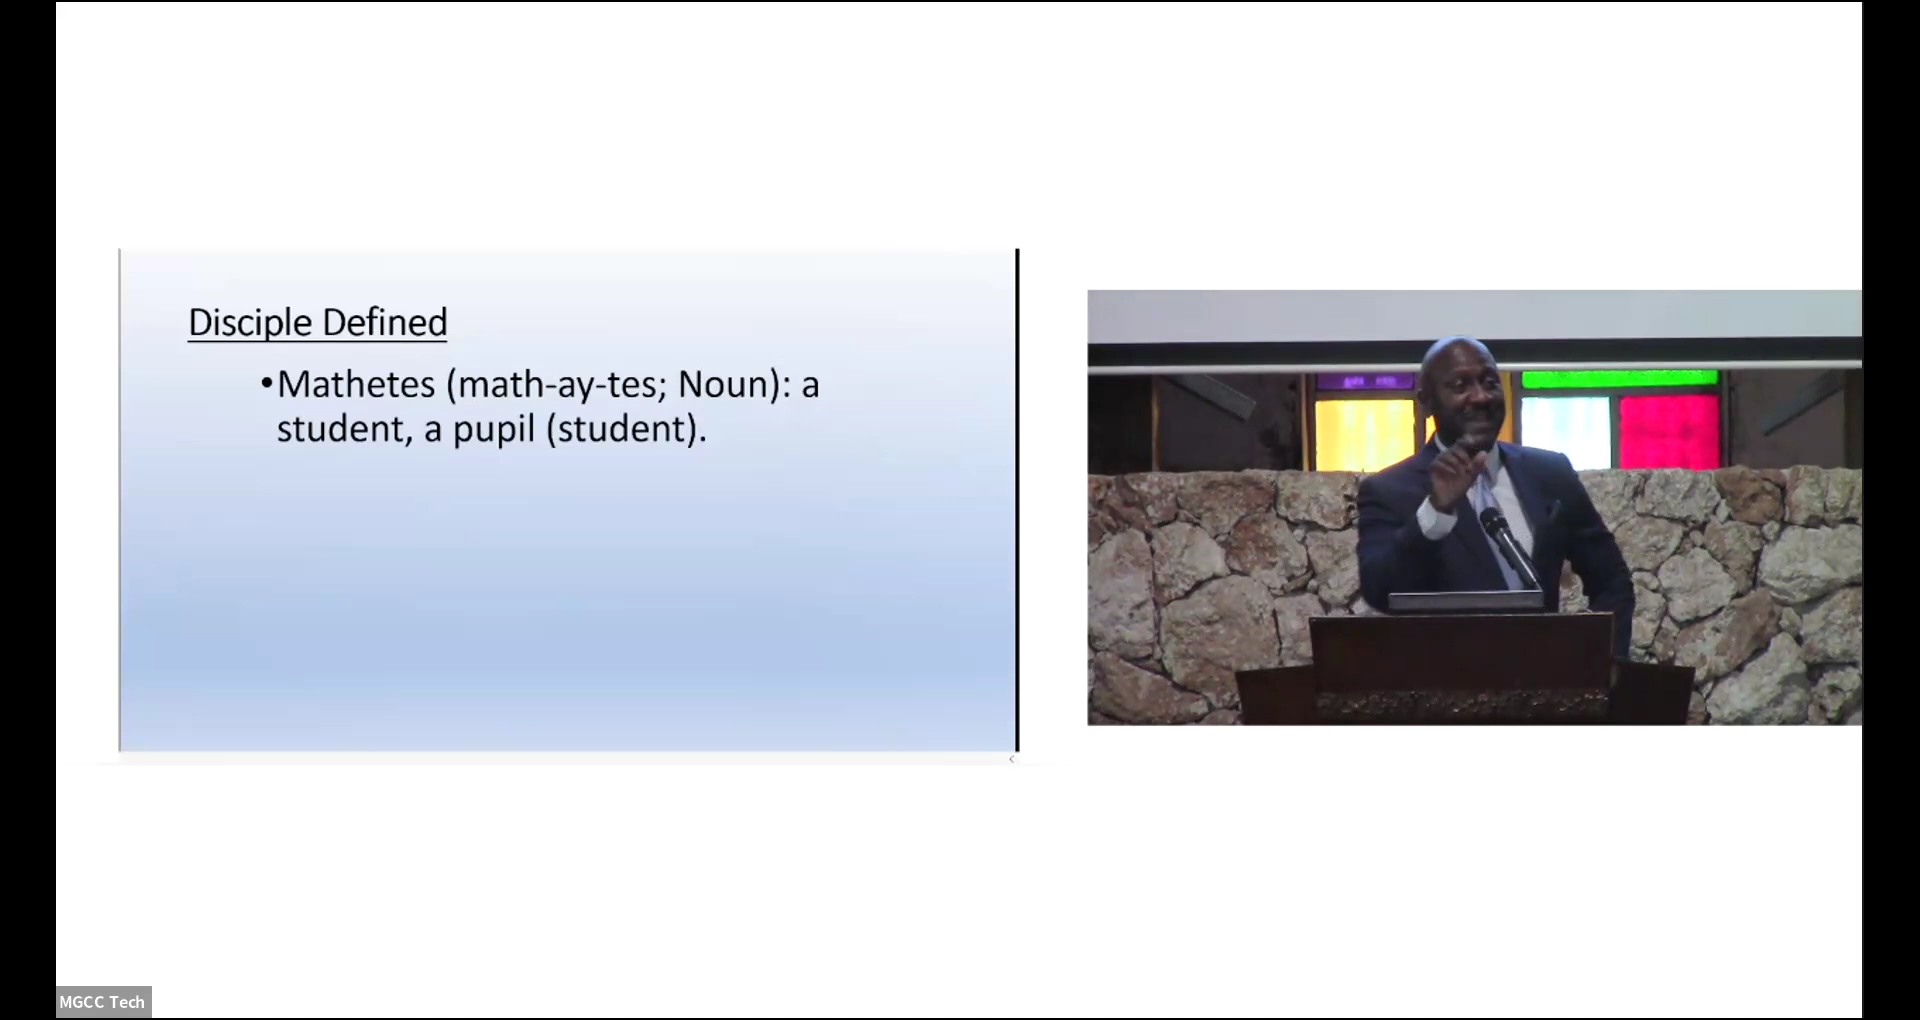 Disciple Defined
•Mathetes (math-ay-tes; Noun): a
student, a pupil (student).
MGCC Tech